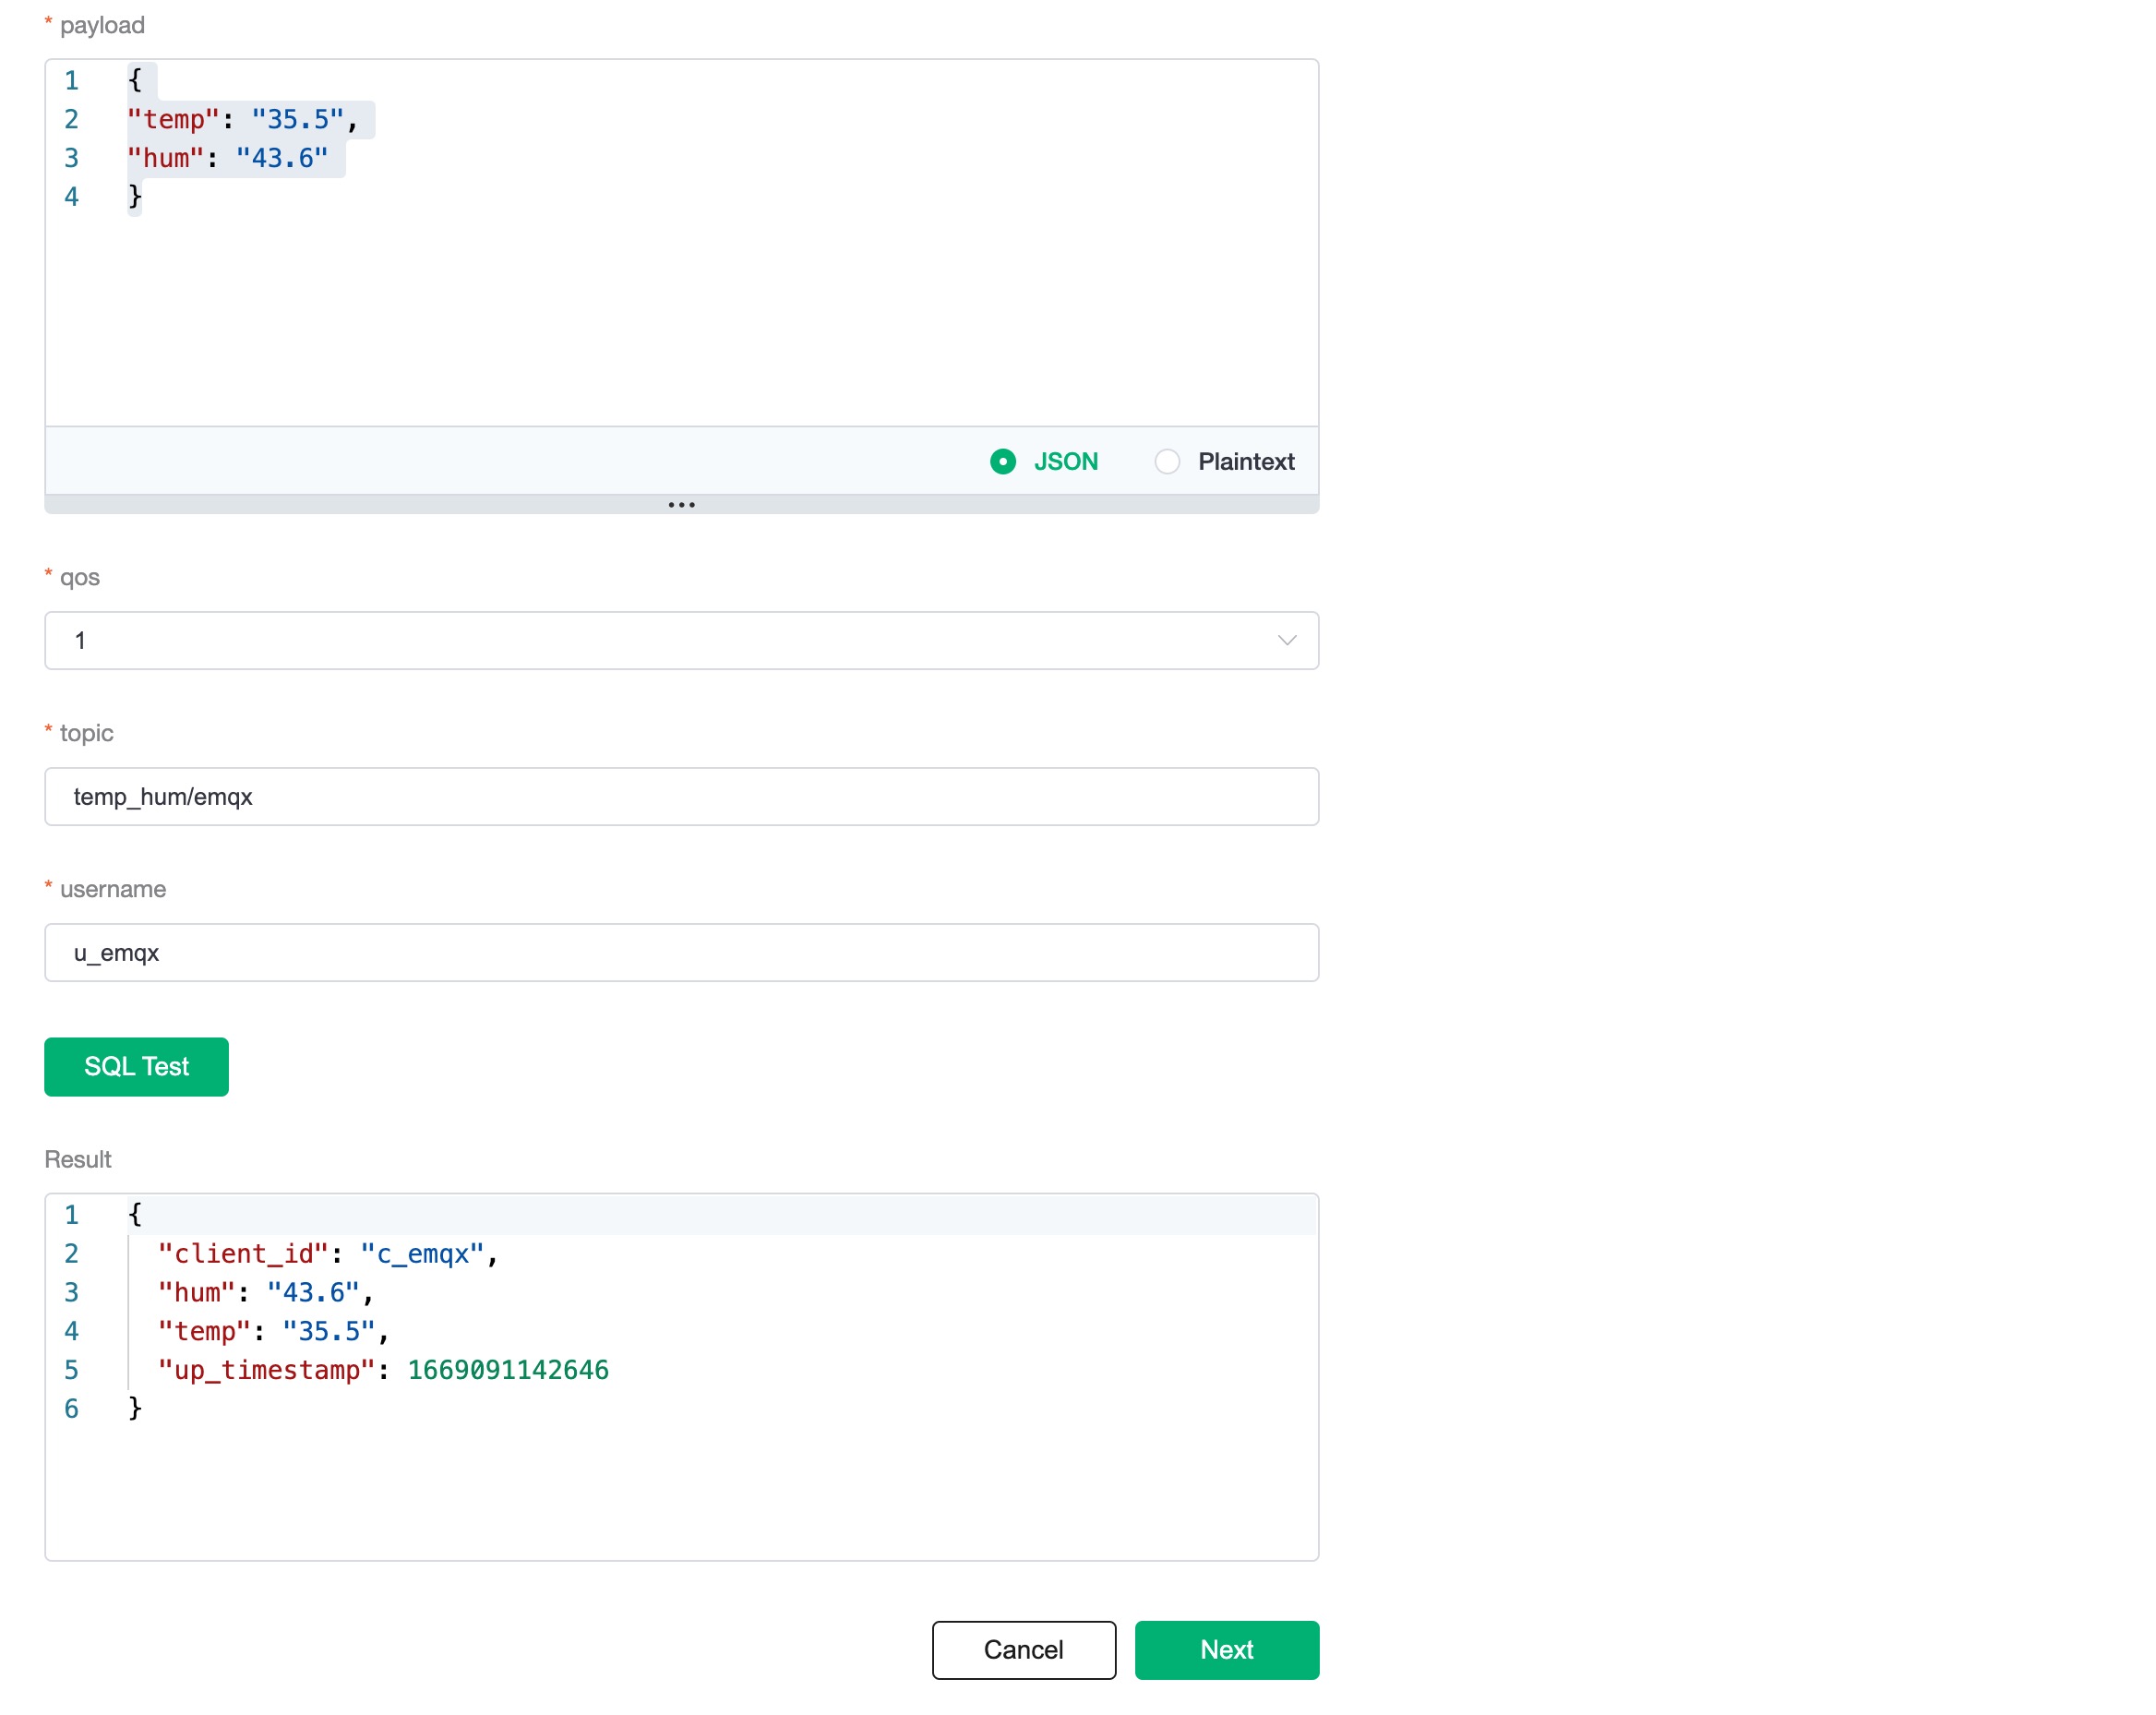 * payload
1 {
2 "temp": "35.5",
3 "hum": "43.6"
4 }
JSON Plaintext
* qos
1
* topic
temp_hum/emqx
* username
u_emqx
SQL Test
Result
1 {
2 "client_id": "c_emqx",
3 "hum": "43.6",
4 "temp": "35.5",
5 "up_timestamp": 1669091142646
6 }
Cancel Next